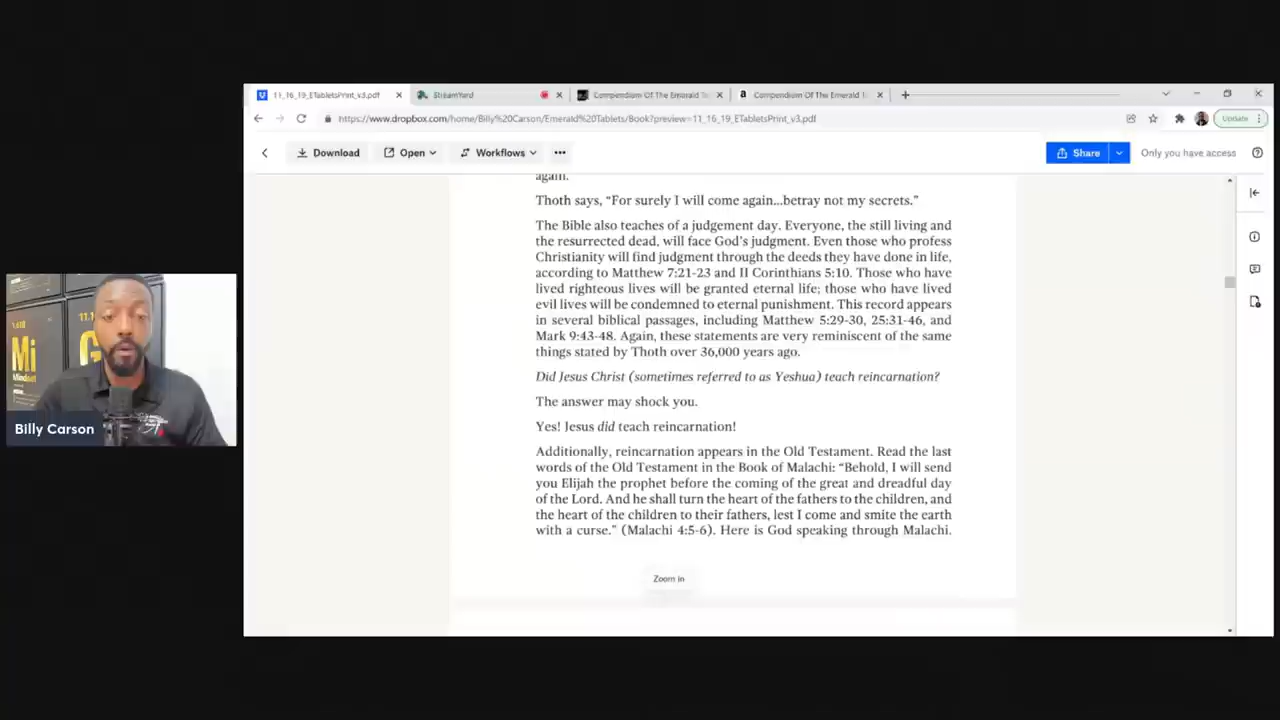 11_16_19_ETabletsPrint_v3.pdf
StreamYard
Compendium Of The Emerald Ta
Compendium Of The Emerald T
https://www.dropbox.com/home/Billy%20Carson/Emerald%20Tablets/Book?preview=11_16_19_ETabletsPrint_v3.pdf
Update
Download
Open
Workflows
Share
Only you have access
again.
Thoth says, “For surely I will come again...betray not my secrets.”
The Bible also teaches of a judgement day. Everyone, the still living and
the resurrected dead, will face God’s judgment. Even those who profess
Christianity will find judgment through the deeds they have done in life,
according to Matthew 7:21-23 and II Corinthians 5:10. Those who have
lived righteous lives will be granted eternal life; those who have lived
evil lives will be condemned to eternal punishment. This record appears
in several biblical passages, including Matthew 5:29-30, 25:31-46, and
Mark 9:43-48. Again, these statements are very reminiscent of the same
things stated by Thoth over 36,000 years ago.
Did Jesus Christ (sometimes referred to as Yeshua) teach reincarnation?
The answer may shock you.
Yes! Jesus did teach reincarnation!
Additionally, reincarnation appears in the Old Testament. Read the last
words of the Old Testament in the Book of Malachi: “Behold, I will send
you Elijah the prophet before the coming of the great and dreadful day
of the Lord. And he shall turn the heart of the fathers to the children, and
the heart of the children to their fathers, lest I come and smite the earth
with a curse.” (Malachi 4:5-6). Here is God speaking through Malachi.
Zoom in
Mi
Mindset
G
Billy Carson